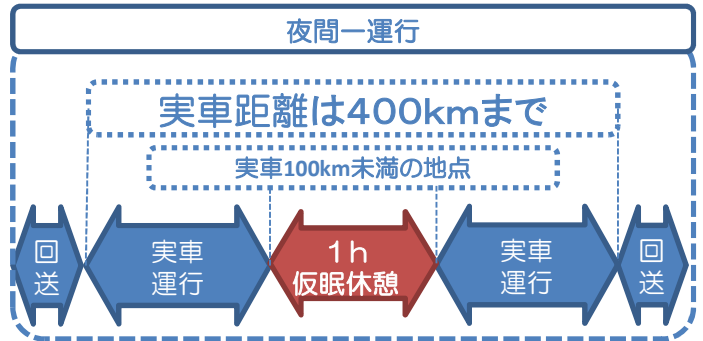 夜間一運行
実車距離は400kmまで
実車100km未満の地点
回
送
実車
運行
1h
仮眠休憩
実車
運行
回
送